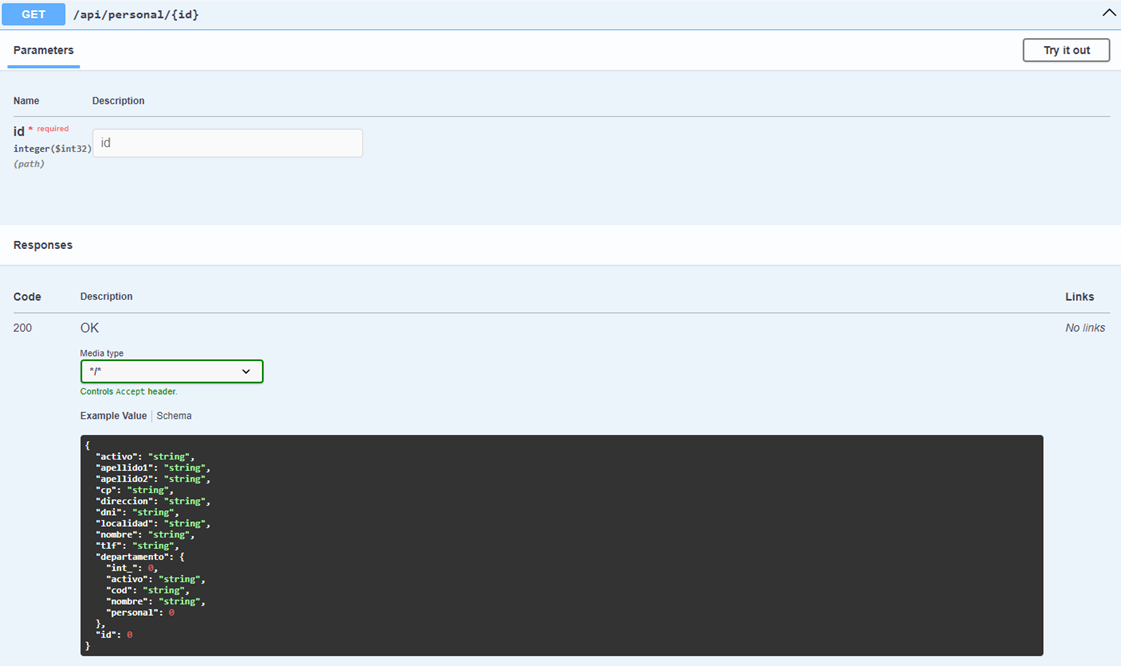 GET /api/personal/{id}
Parameters Try it out
Name Description
id * required
integer($int32)
(path)
id
Responses
Code Description Links
200 OK No links
Media type
*/*
Controls Accept header.
Example Value Schema
{
"activo": "string",
"apellido1": "string",
"apellido2": "string",
"cp": "string",
"direccion": "string",
"dni": "string",
"localidad": "string",
"nombre": "string",
"tlf": "string",
"departamento": {
"int_": 0,
"activo": "string",
"cod": "string",
"nombre": "string",
"personal": 0
},
"id": 0
}